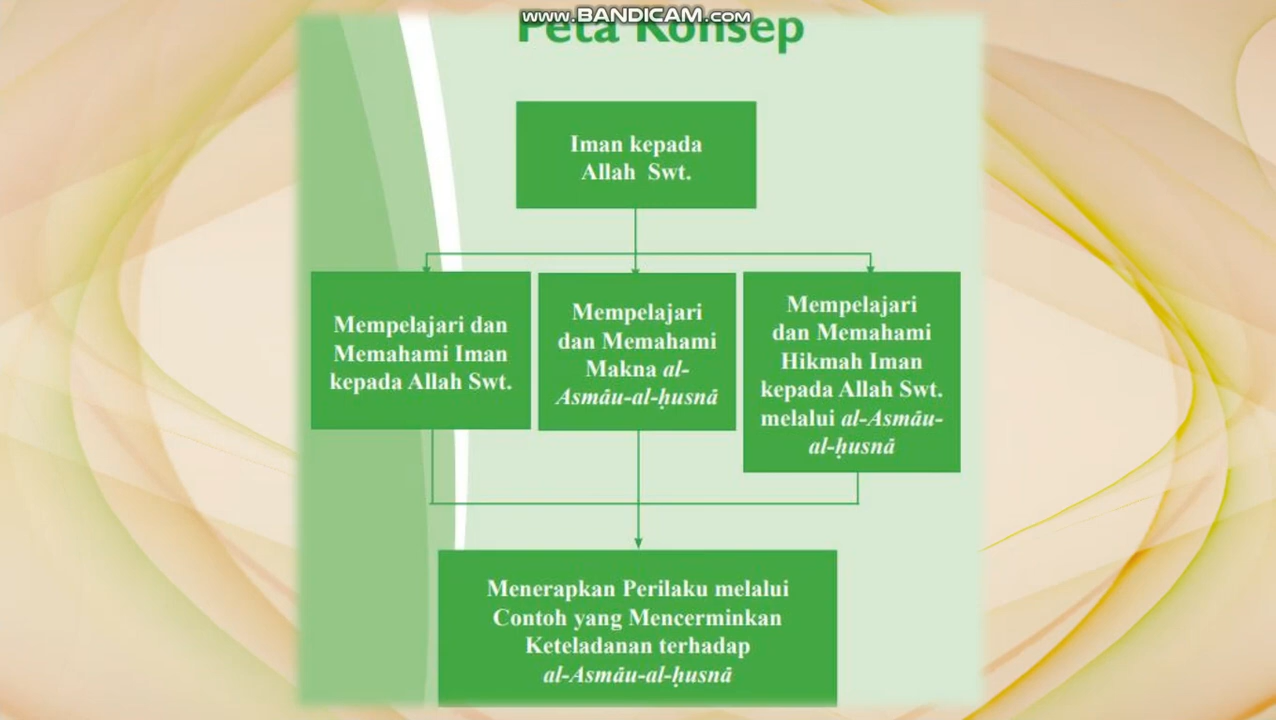 www.BANDICAM.com
Peta Konsep
Iman kepada
Allah Swt.
Mempelajari dan
Memahami Iman
kepada Allah Swt.
Mempelajari
dan Memahami
Makna al-
Asmāu-al-ḥusnā
Mempelajari
dan Memahami
Hikmah Iman
kepada Allah Swt.
melalui al-Asmāu-
al-ḥusnā
Menerapkan Perilaku melalui
Contoh yang Mencerminkan
Keteladanan terhadap
al-Asmāu-al-ḥusnā